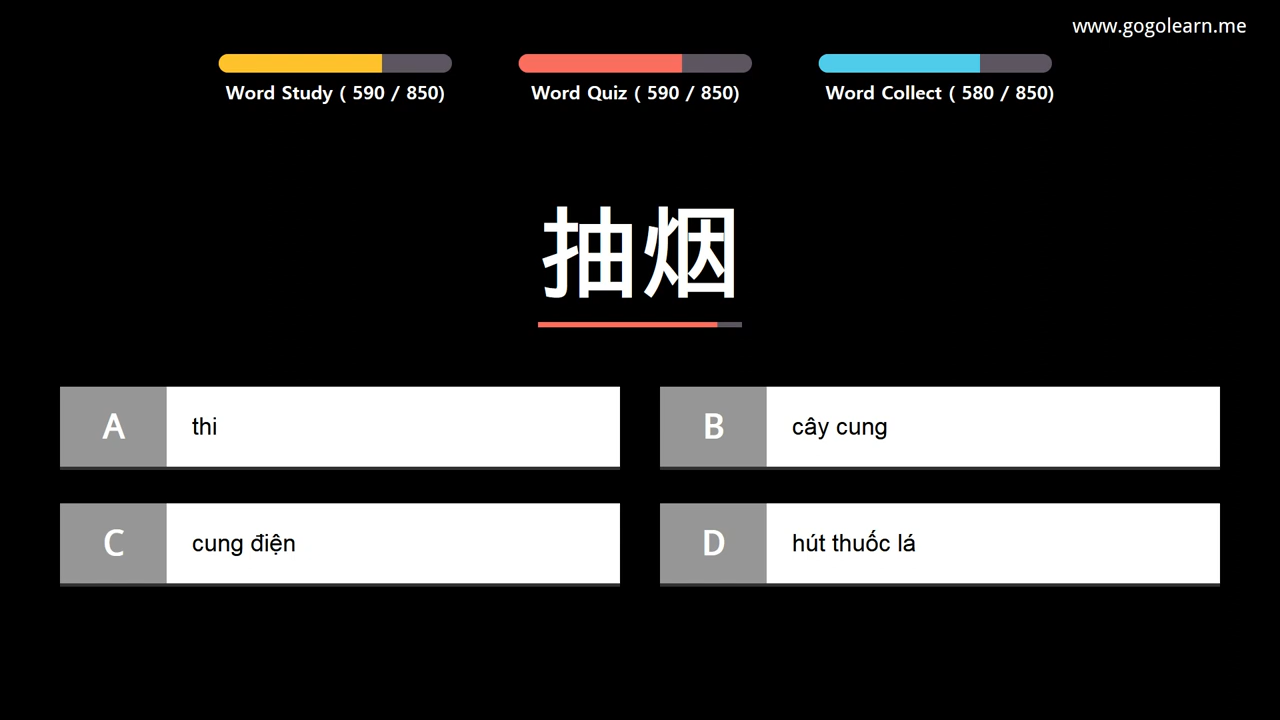 www.gogolearn.me
Word Study ( 590 / 850)
Word Quiz ( 590 / 850)
Word Collect ( 580 / 850)
抽烟
A thi
B cây cung
C cung điện
D hút thuốc lá